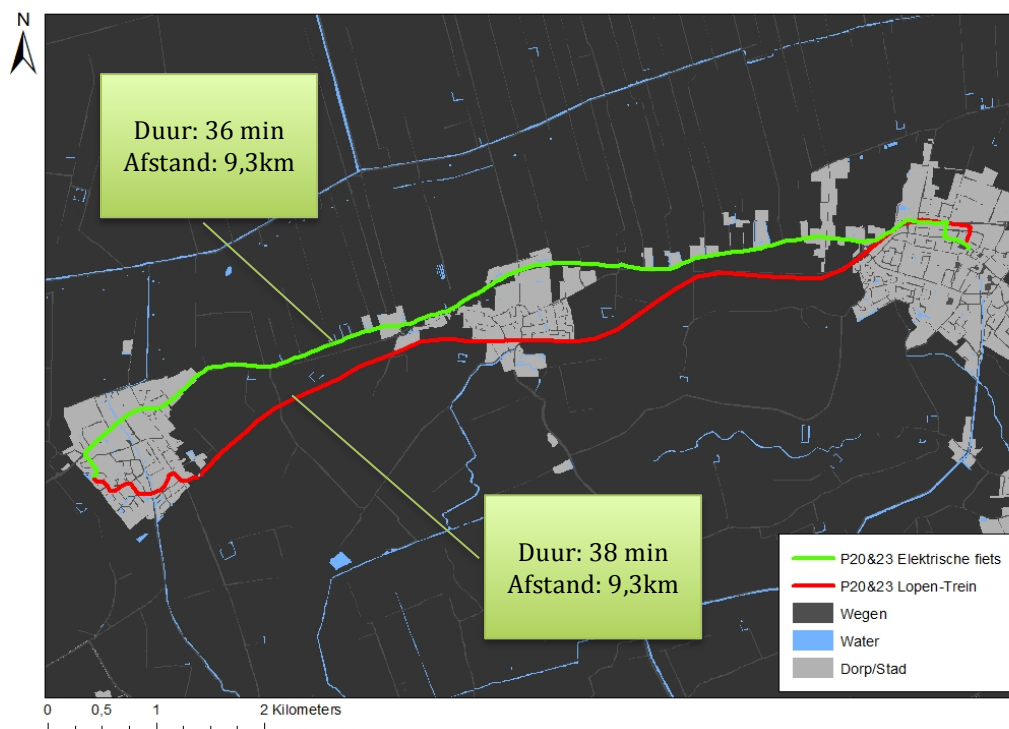 N
Duur: 36 min
Afstand: 9,3km
Duur: 38 min
Afstand: 9,3km
P20&23 Elektrische fiets
P20&23 Lopen-Trein
Wegen
Water
Dorp/Stad
0 0,5 1 2 Kilometers